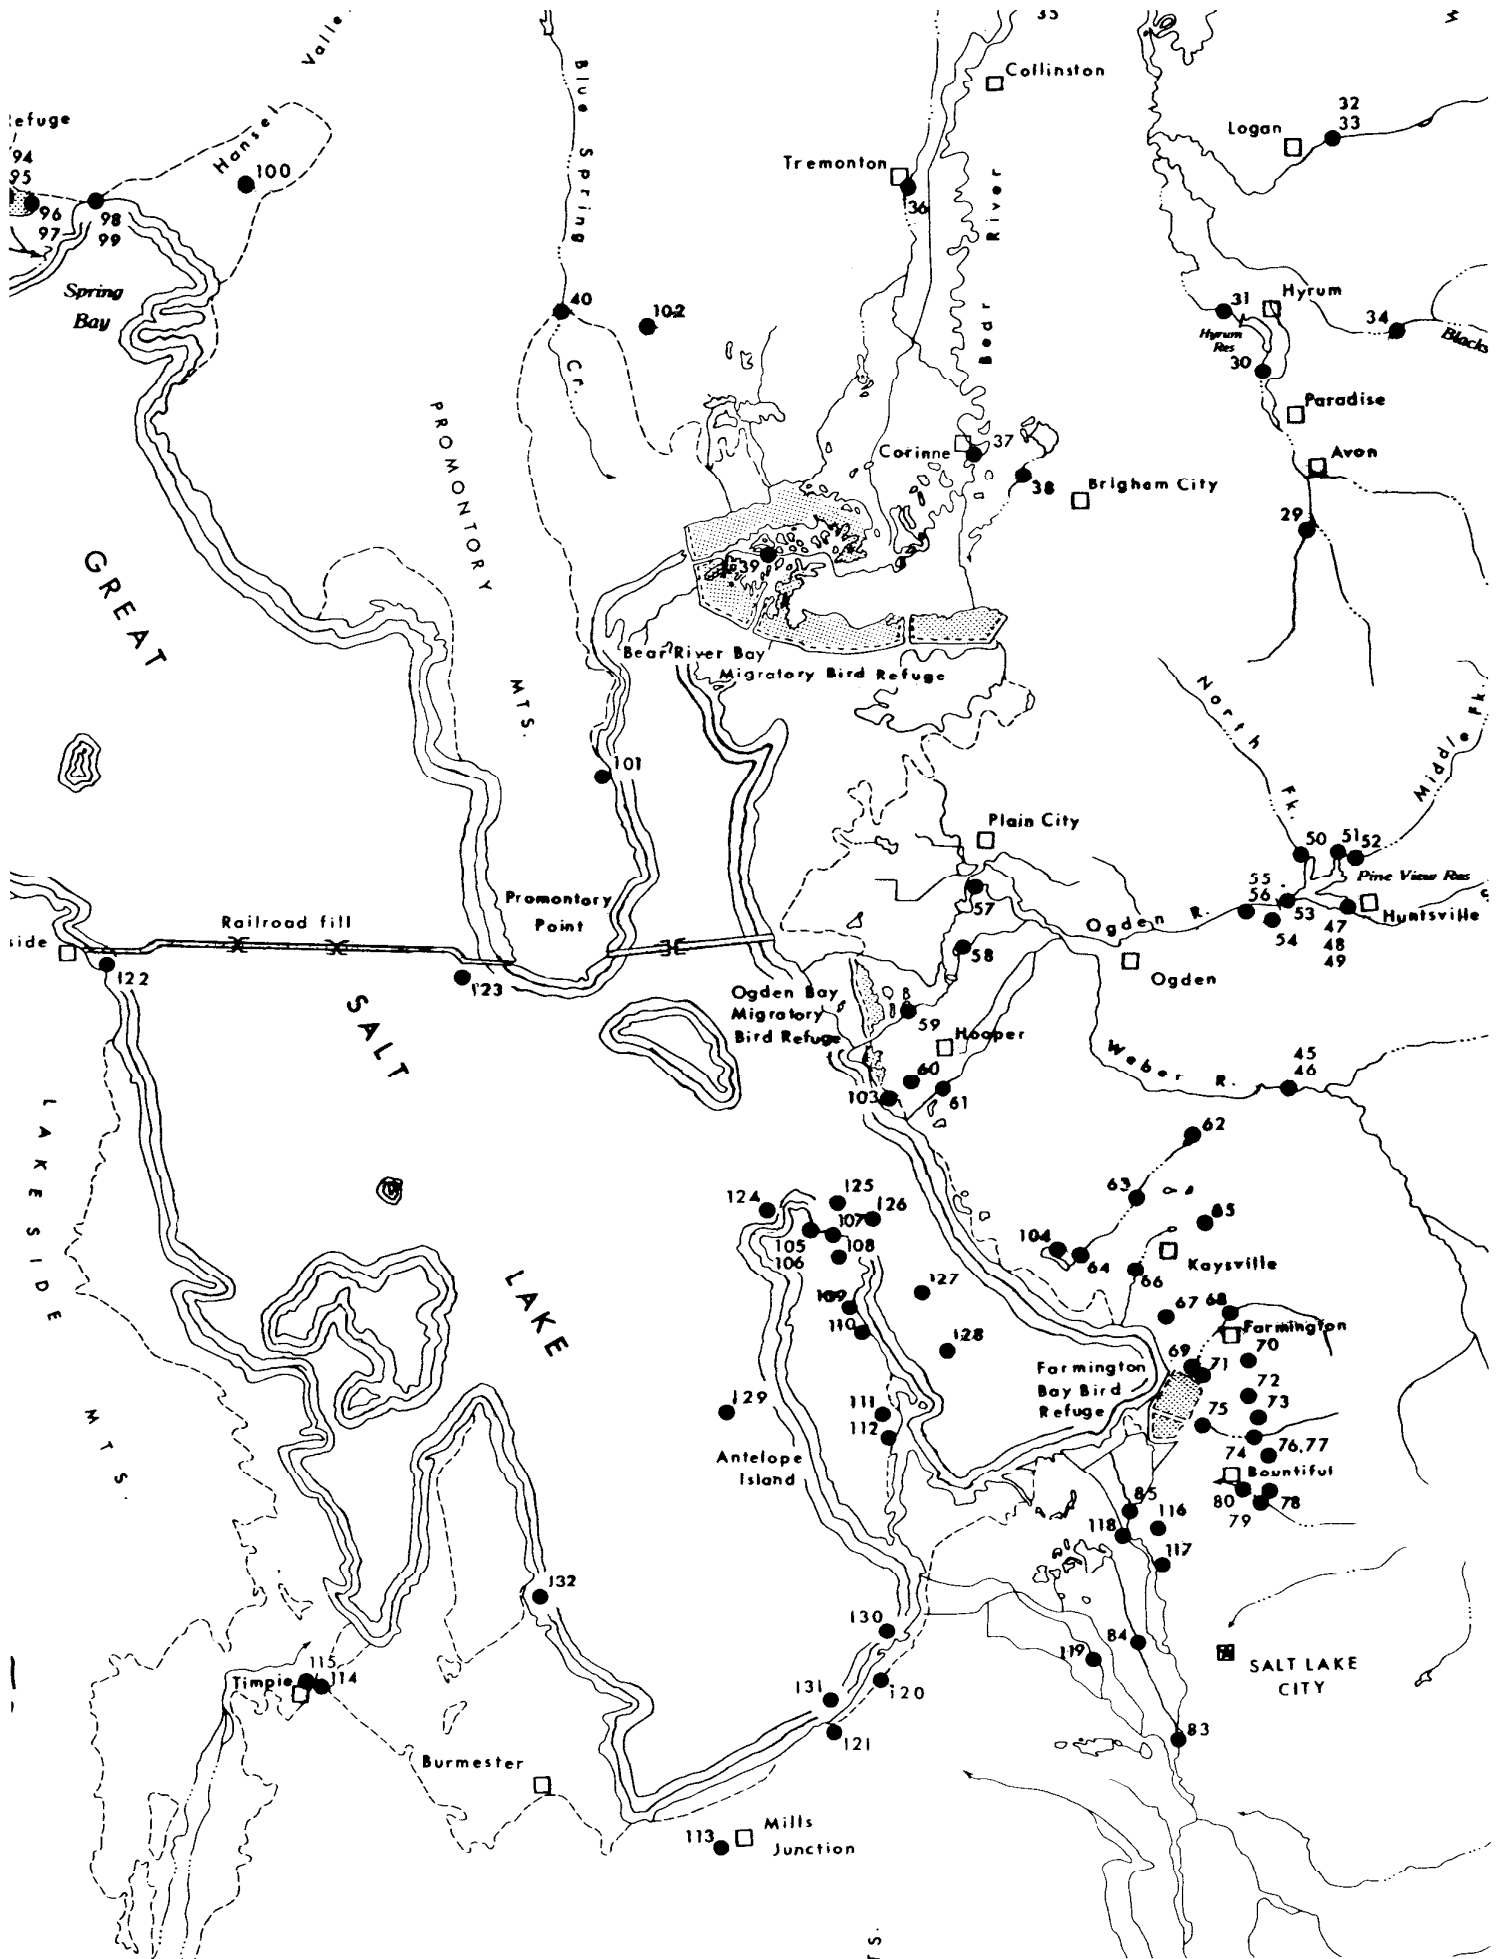 35
Collinston
Valle
Blue Spring
Cr.
32
33
Logan
efuge
94
95
96
97
98
99
Hansel
100
Tremonton
36
Bear River
Spring
Bay
40
102
31
Hyrum
Hyrum
Res
30
34
Blacks
Paradise
PROMONTORY
MTS.
37
Corinne
38
Brigham City
Avon
29
39
GREAT
SALT
LAKE
Bear River Bay
Migratory Bird Refuge
North
Fk.
Middle Fk.
101
Plain City
50
51
52
Pine View Res
55
56
53
54
47
48
49
Huntsville
57
Ogden R.
58
Ogden
Promontory
Point
Railroad fill
side
122
123
Ogden Bay
Migratory
Bird Refuge
59
Hooper
60
61
103
Weber R.
45
46
LAKESIDE
MTS.
62
63
65
104
64
66
Kaysville
124
125
126
107
105
106
108
109
110
127
128
67
68
Farmington
69
70
71
72
73
74
75
76,77
Farmington
Bay Bird
Refuge
129
111
112
Antelope
Island
Bountiful
80
78
79
85
116
118
117
132
130
84
119
SALT LAKE
CITY
115
114
Timpie
131
120
121
83
Burmester
113
Mills
Junction
TS.